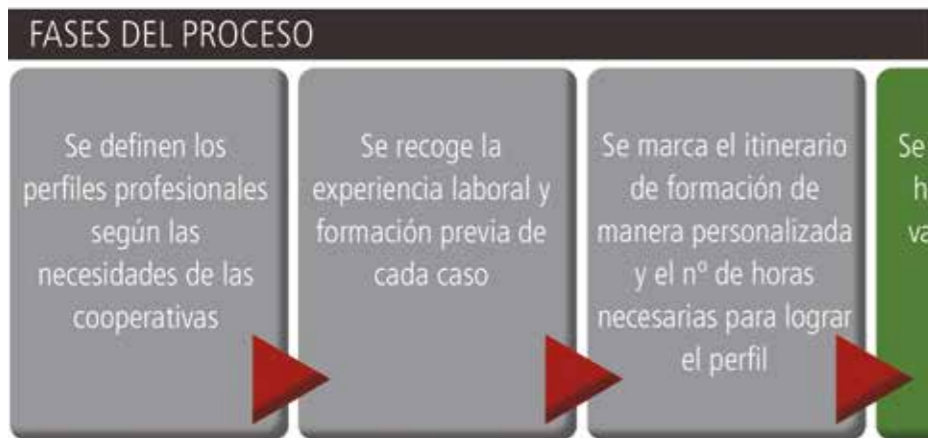 FASES DEL PROCESO
Se definen los
perfiles profesionales
según las
necesidades de las
cooperativas
Se recoge la
experiencia laboral y
formación previa de
cada caso
Se marca el itinerario
de formación de
manera personalizada
y el nº de horas
necesarias para lograr
el perfil
Se